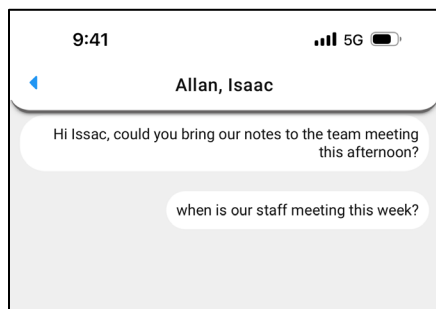 9:41
5G
Allan, Isaac
Hi Issac, could you bring our notes to the team meeting
this afternoon?
when is our staff meeting this week?